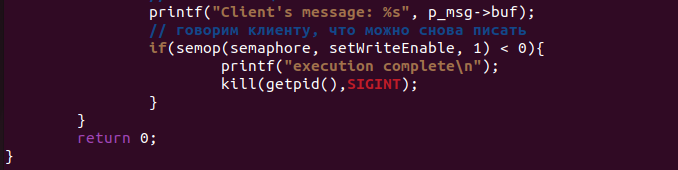 printf("Client's message: %s", p_msg->buf);
// говорим клиенту, что можно снова писать
if(semop(semaphore, setWriteEnable, 1) < 0){
printf("execution complete\n");
kill(getpid(),SIGINT);
}
}
return 0;
}